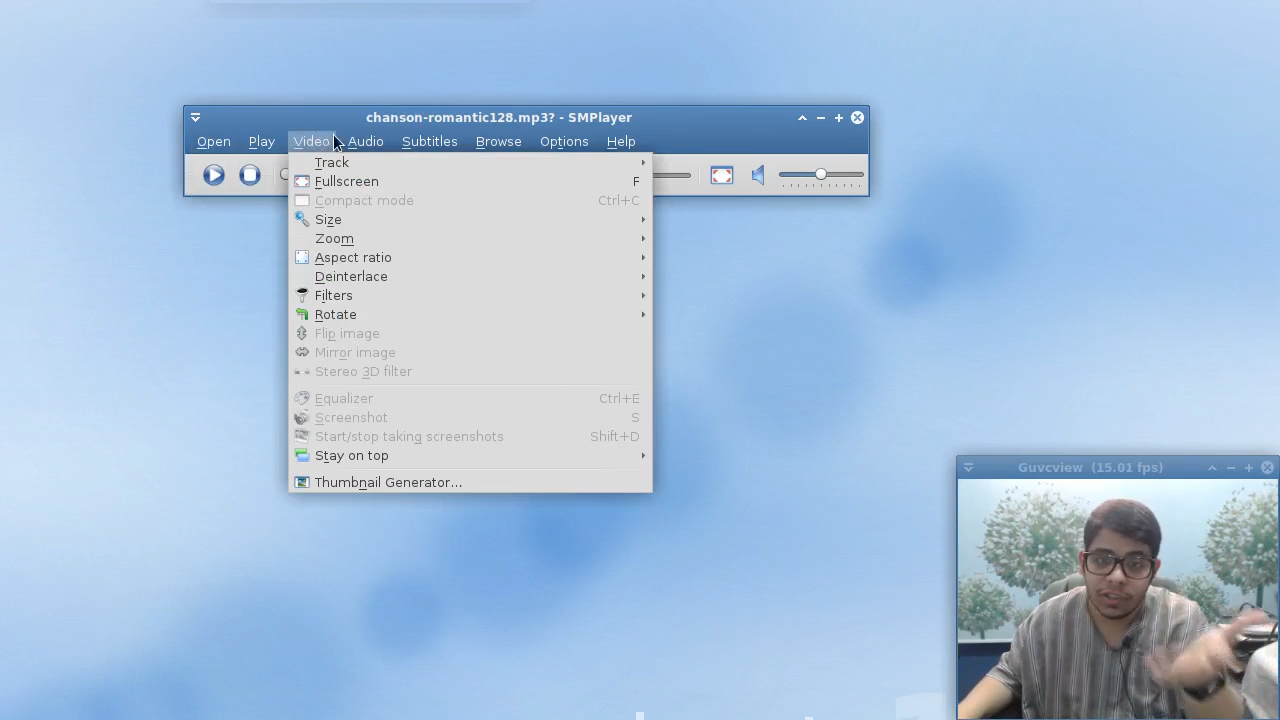 chanson-romantic128.mp3? - SMPlayer
Open Play Video Audio Subtitles Browse Options Help
Track
Fullscreen F
Compact mode Ctrl+C
Size
Zoom
Aspect ratio
Deinterlace
Filters
Rotate
Flip image
Mirror image
Stereo 3D filter
Equalizer Ctrl+E
Screenshot S
Start/stop taking screenshots Shift+D
Stay on top
Thumbnail Generator...
Guvcview (15.01 fps)